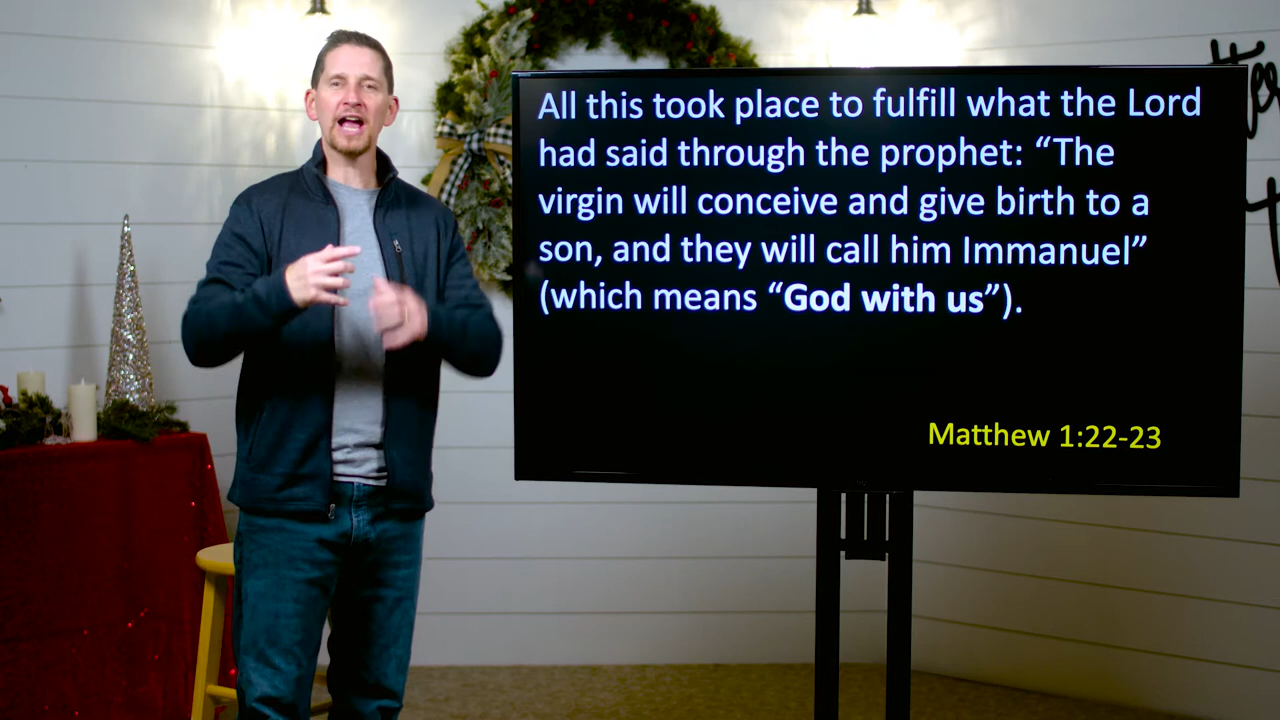 All this took place to fulfill what the Lord
had said through the prophet: “The
virgin will conceive and give birth to a
son, and they will call him Immanuel”
(which means “God with us”).
Matthew 1:22-23